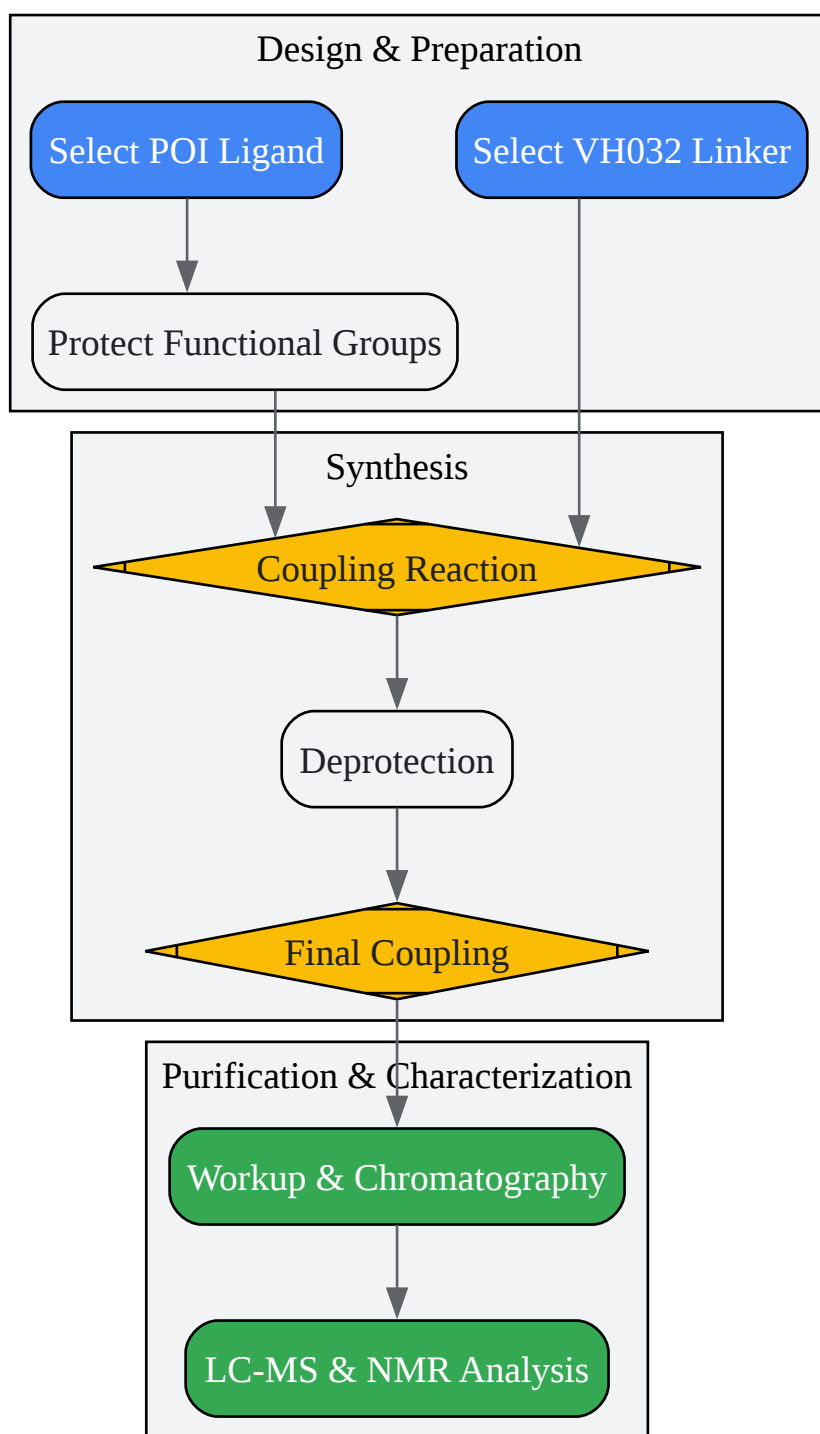 Design & Preparation
Select POI Ligand
Select VH032 Linker
Protect Functional Groups
Synthesis
Coupling Reaction
Deprotection
Final Coupling
Purification & Characterization
Workup & Chromatography
LC-MS & NMR Analysis